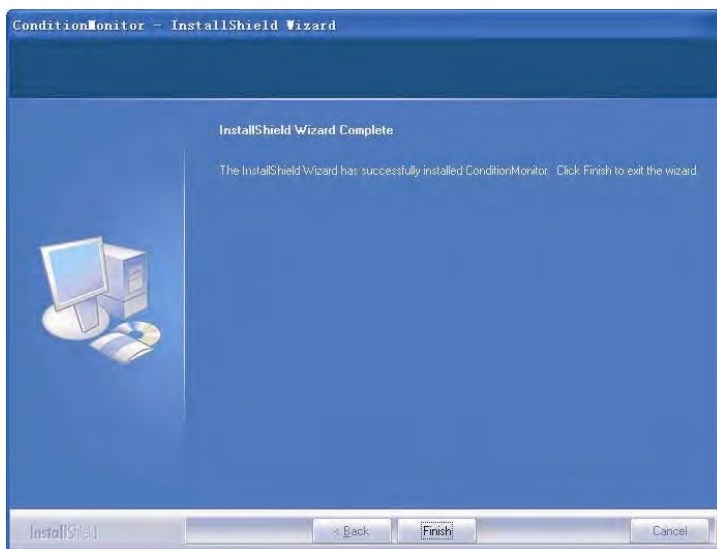 ConditionMonitor - InstallShield Wizard
InstallShield Wizard Complete
The InstallShield Wizard has successfully installed ConditionMonitor. Click Finish to exit the wizard.
InstallShield
< Back
Finish
Cancel